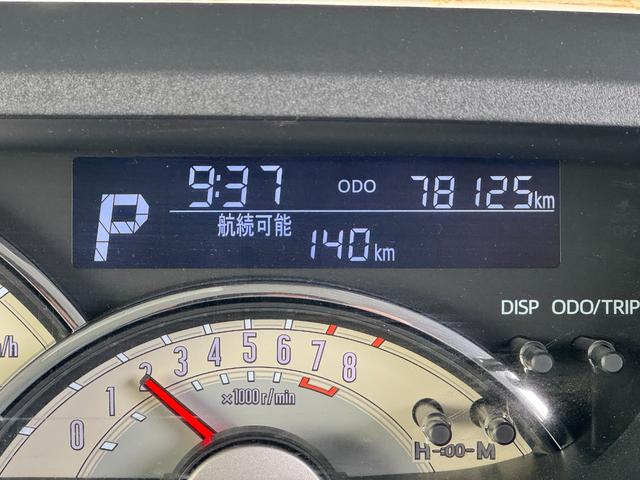 P 9:37 ODO 78125km
航続可能 140km
DISP ODO/TRIP
0 1 2 3 4 5 6 7 8
×1000r/min
/h
H-:00-M